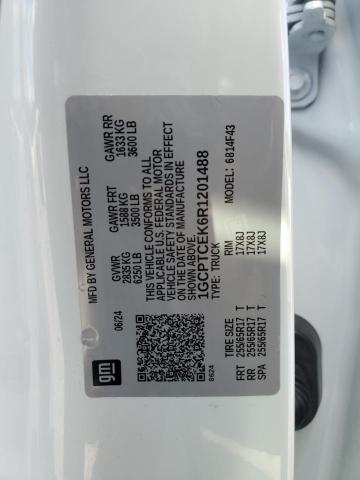 MFD BY GENERAL MOTORS LLC
06/24
GVWR
2835 KG
6250 LB
GAWR FRT
1588 KG
3500 LB
GAWR RR
1633 KG
3600 LB
THIS VEHICLE CONFORMS TO ALL
APPLICABLE U.S. FEDERAL MOTOR
VEHICLE SAFETY STANDARDS IN EFFECT
ON THE DATE OF MANUFACTURE
SHOWN ABOVE.
1GCPTCEK6R1201488
TYPE: TRUCK
MODEL: 6814F43
TIRE SIZE RIM
FRT 255/65R17 T 17X8J
RR 255/65R17 T 17X8J
SPA 255/65R17 T 17X8J
gm
8624